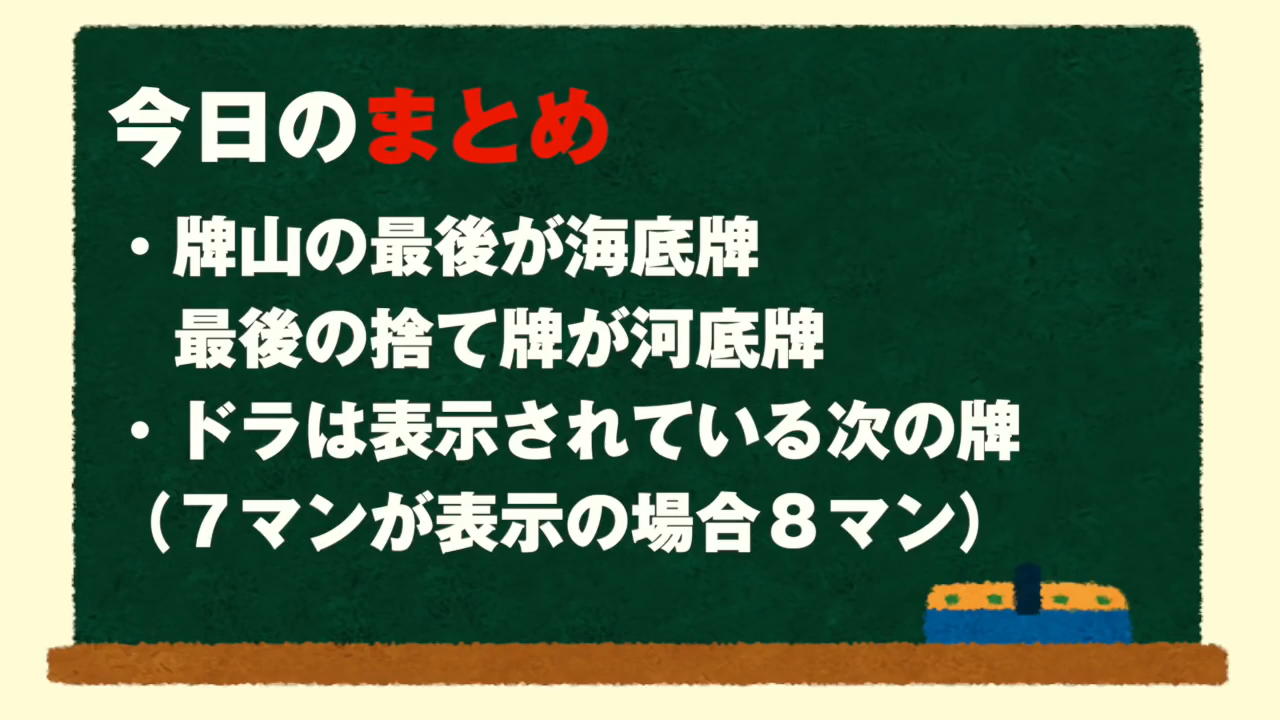 今日のまとめ
・牌山の最後が海底牌
最後の捨て牌が河底牌
・ドラは表示されている次の牌
（７マンが表示の場合８マン）